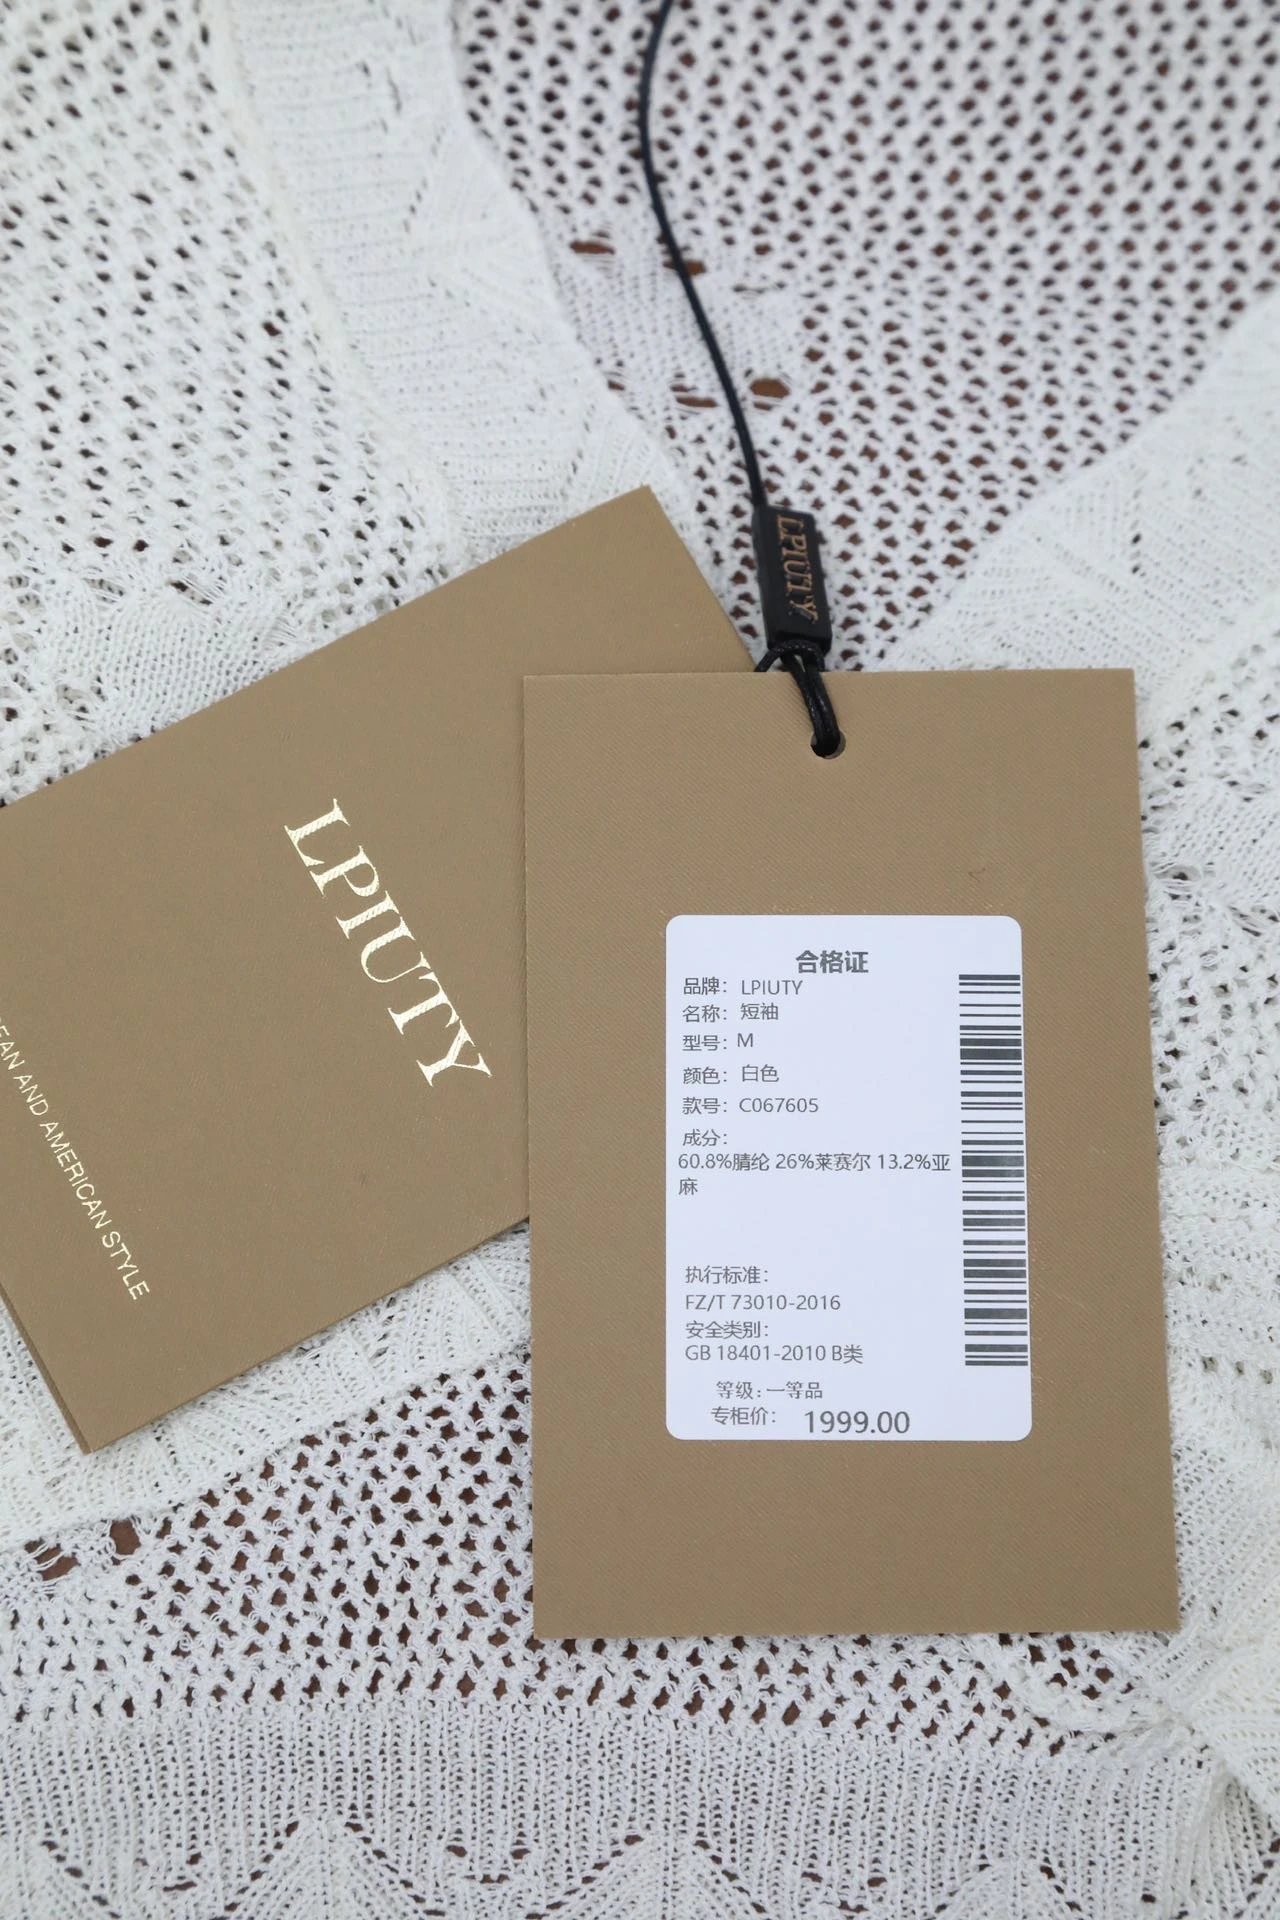 LPIUTY
LPIUTY
EAN AND AMERICAN STYLE
合格证
品牌: LPIUTY
名称: 短袖
型号: M
颜色: 白色
款号: C067605
成分:
60.8%腈纶 26%莱赛尔 13.2%亚
麻
执行标准:
FZ/T 73010-2016
安全类别:
GB 18401-2010 B类
等级:一等品
专柜价: 1999.00